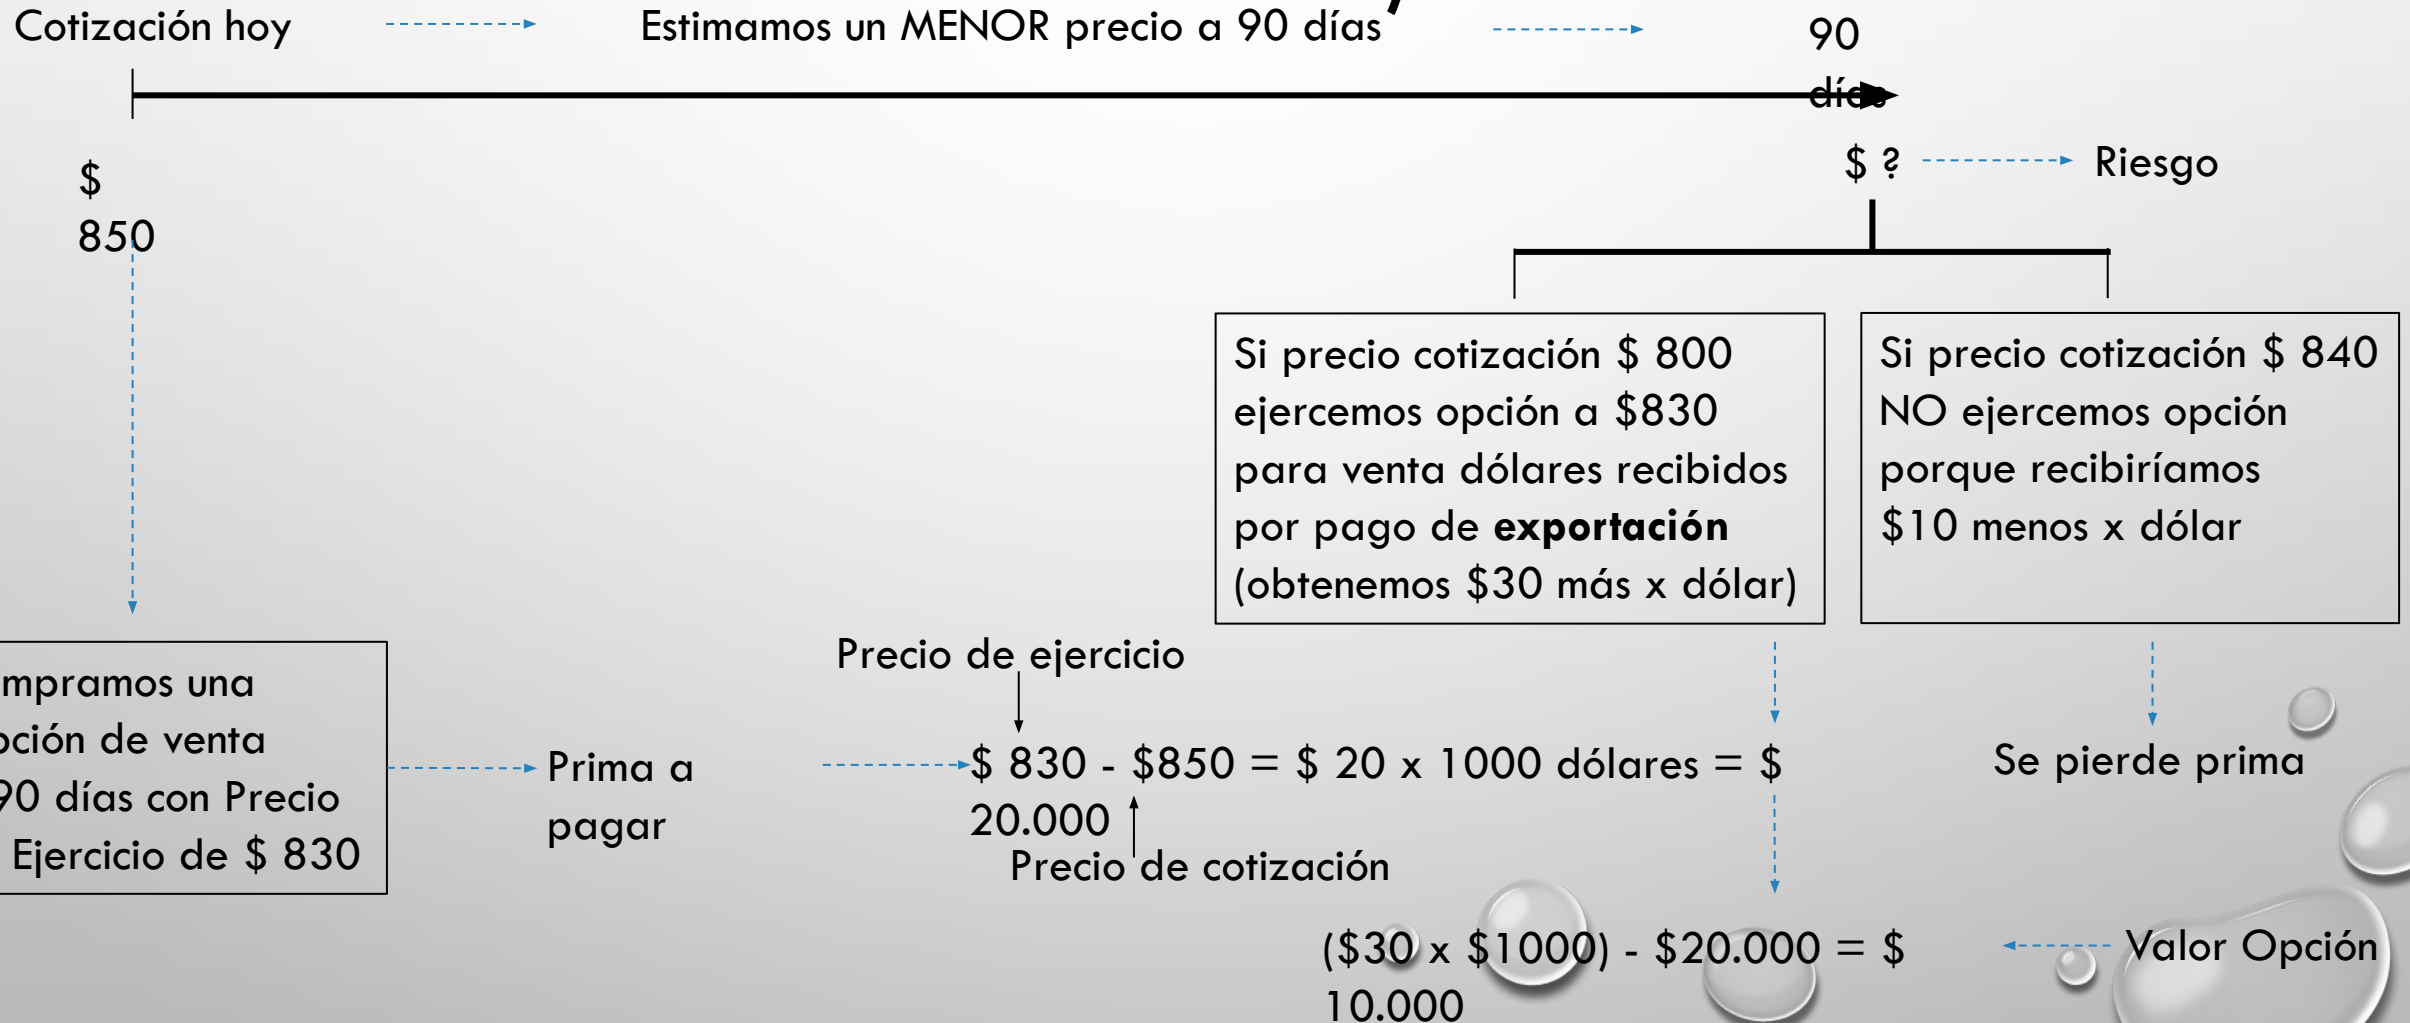 Cotización hoy
Estimamos un MENOR precio a 90 días
90
días
$
850
$ ?
Riesgo
Si precio cotización $ 800
ejercemos opción a $830
para venta dólares recibidos
por pago de exportación
(obtenemos $30 más x dólar)
Si precio cotización $ 840
NO ejercemos opción
porque recibiríamos
$10 menos x dólar
mpramos una
pción de venta
90 días con Precio
Ejercicio de $ 830
Prima a
pagar
Precio de ejercicio
$ 830 - $850 = $ 20 x 1000 dólares = $
20.000
Precio de cotización
Se pierde prima
($30 x $1000) - $20.000 = $
10.000
Valor Opción